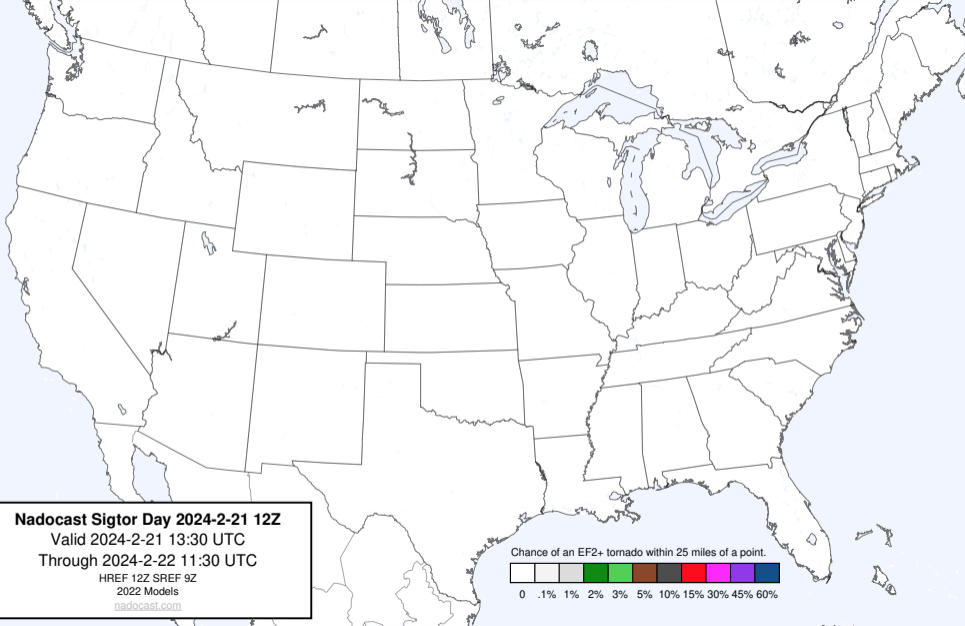 Nadocast Sigtor Day 2024-2-21 12Z
Valid 2024-2-21 13:30 UTC
Through 2024-2-22 11:30 UTC
HREF 12Z SREF 9Z
2022 Models
nadocast.com
Chance of an EF2+ tornado within 25 miles of a point.
0 .1% 1% 2% 3% 5% 10% 15% 30% 45% 60%